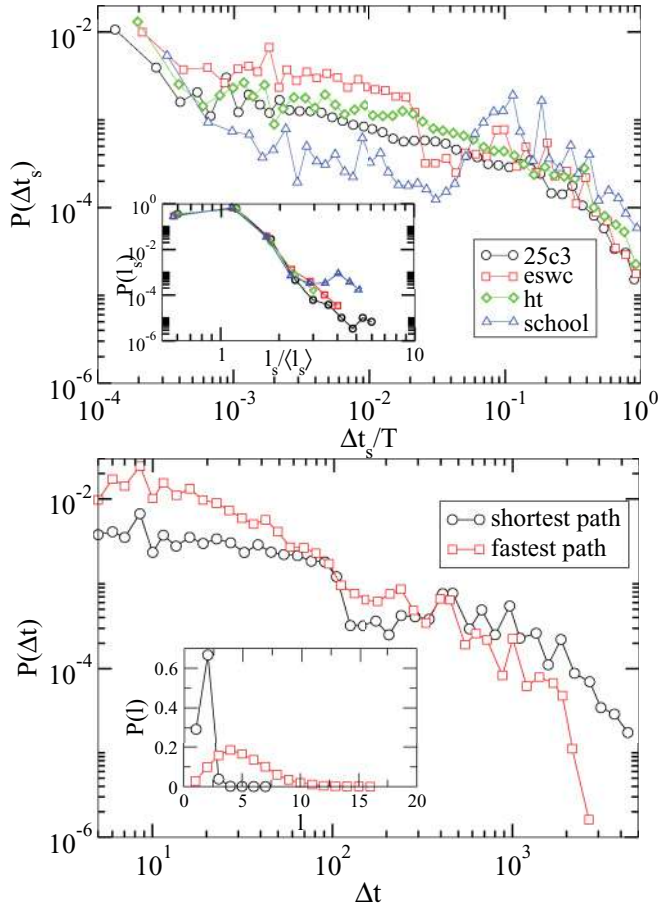 10^-2
P(Δt_s)
10^-4
10^-6
10^0
10^-2
P(l_s)
10^-4
10^-6
1
10
l_s/⟨l_s⟩
25c3
eswc
ht
school
10^-4
10^-3
10^-2
10^-1
10^0
Δt_s/T
10^-2
P(Δt)
10^-4
10^-6
shortest path
fastest path
0.6
P(l)
0.4
0.2
0
0
5
10
15
20
l
10^1
10^2
10^3
Δt